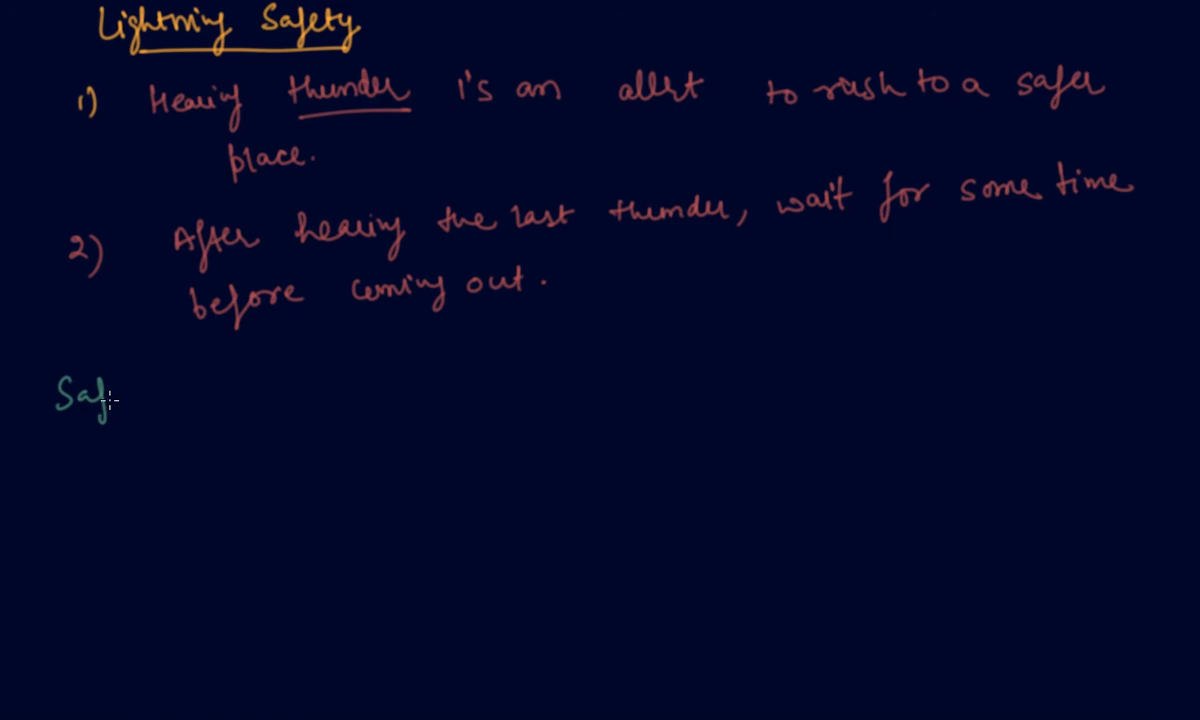 Lightning Safety
1) Hearing thunder is an allert to rush to a safer
place.
2) After hearing the last thunder, wait for some time
before coming out.
Saf